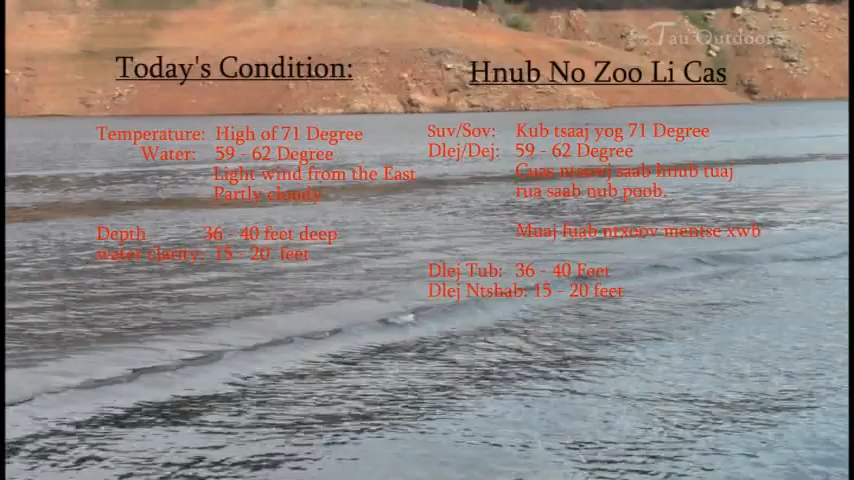 Tau Outdoors
Today's Condition:
Temperature: High of 71 Degree
Water: 59 - 62 Degree
Light wind from the East
Partly cloudy
Depth 36 - 40 feet deep
water clarity: 15 - 20 feet
Hnub No Zoo Li Cas
Suv/Sov: Kub tsaaj yog 71 Degree
Dlej/Dej: 59 - 62 Degree
Cuas ntsawj saab hnub tuaj
rua saab nub poob.
Muaj fuab nrxoov mentse xwb
Dlej Tub: 36 - 40 Feet
Dlej Ntshab: 15 - 20 feet